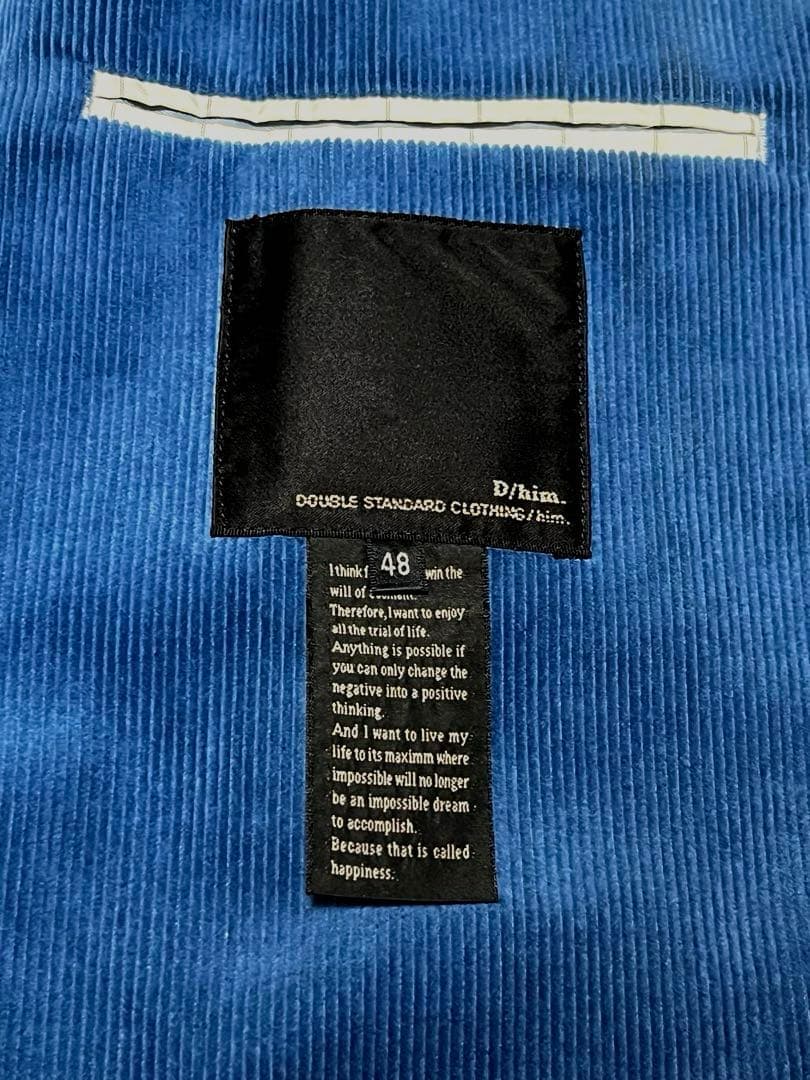 D/him.
DOUBLE STANDARD CLOTHING/him.
48
I think win the
will of
Therefore,I want to enjoy
all the trial of life.
Anything is possible if
you can only change the
negative into a positive
thinking.
And I want to live my
life to its maximm where
impossible will no longer
be an impossible dream
to accomplish.
Because that is called
happiness.